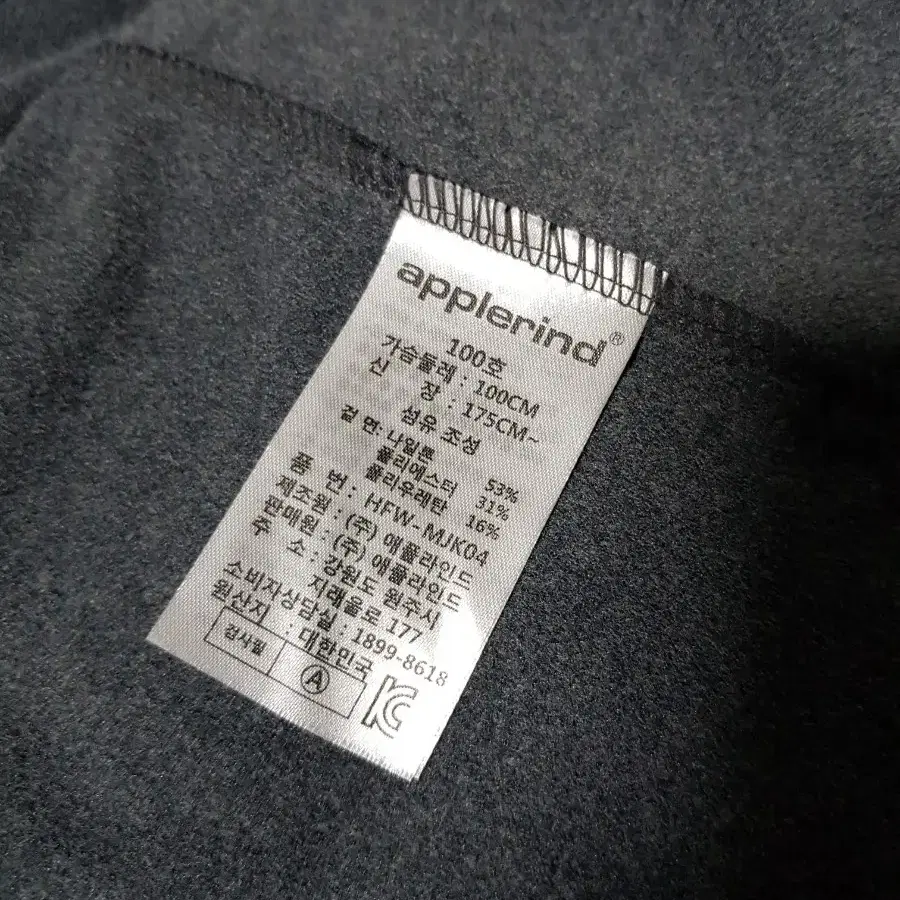 applerind®
100호
가슴둘레 : 100CM
신 장 : 175CM~
섬유 조성
겉 면: 나일론 53%
폴리에스터 31%
폴리우레탄 16%
품 번 : HFW-MJK04
제조원 : (주) 애플라인드
판매원 : (주) 애플라인드
주 소 : 강원도 원주시
지래울로 177
소비자상담실 : 1899-8618
원산지 : 대한민국
검사필 Ⓐ